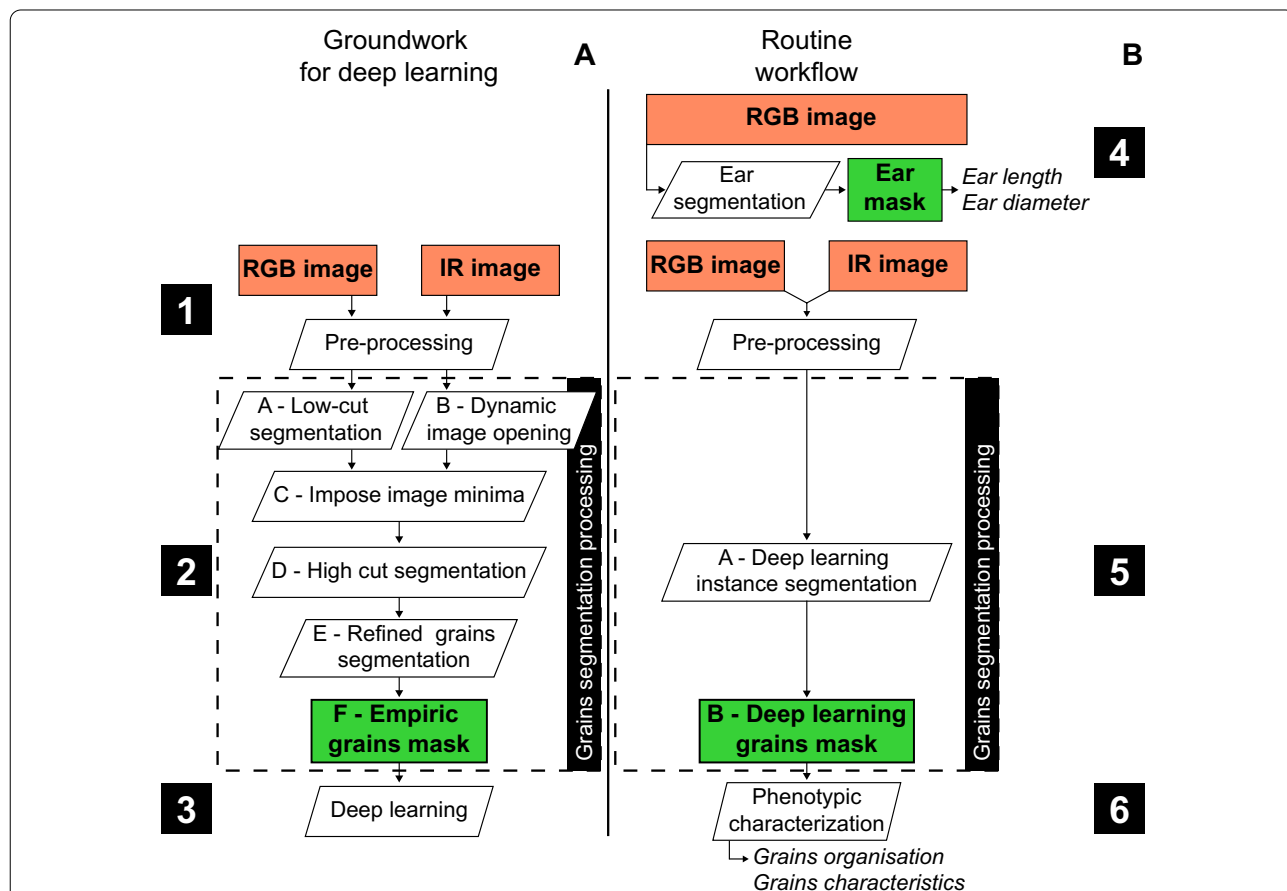 Groundwork
for deep learning
A
RGB image
IR image
1
Pre-processing
A - Low-cut
segmentation
B - Dynamic
image opening
C - Impose image minima
2
D - High cut segmentation
E - Refined grains
segmentation
F - Empiric
grains mask
Grains segmentation processing
3
Deep learning
Routine
workflow
B
RGB image
4
Ear
segmentation
Ear
mask
Ear length
Ear diameter
RGB image
IR image
Pre-processing
A - Deep learning
instance segmentation
5
B - Deep learning
grains mask
Grains segmentation processing
Phenotypic
characterization
6
Grains organisation
Grains characteristics